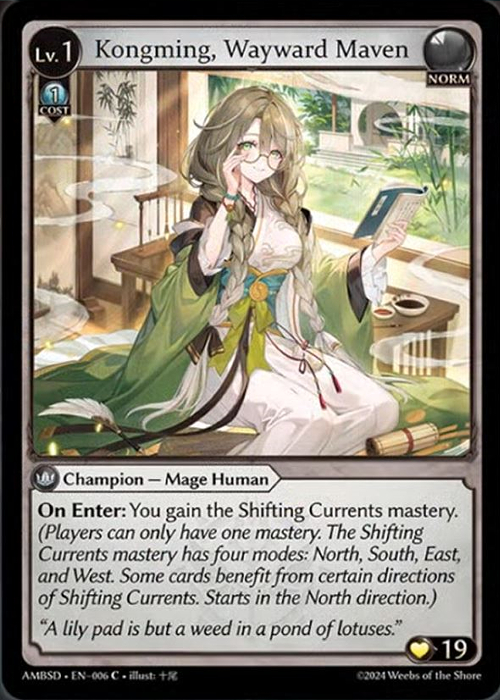 Lv.1
Kongming, Wayward Maven
NORM
1
COST
Champion — Mage Human
On Enter: You gain the Shifting Currents mastery.
(Players can only have one mastery. The Shifting
Currents mastery has four modes: North, South, East,
and West. Some cards benefit from certain directions
of Shifting Currents. Starts in the North direction.)
“A lily pad is but a weed in a pond of lotuses.”
19
AMBSD • EN-006 C • illust: 十尾
©2024 Weebs of the Shore